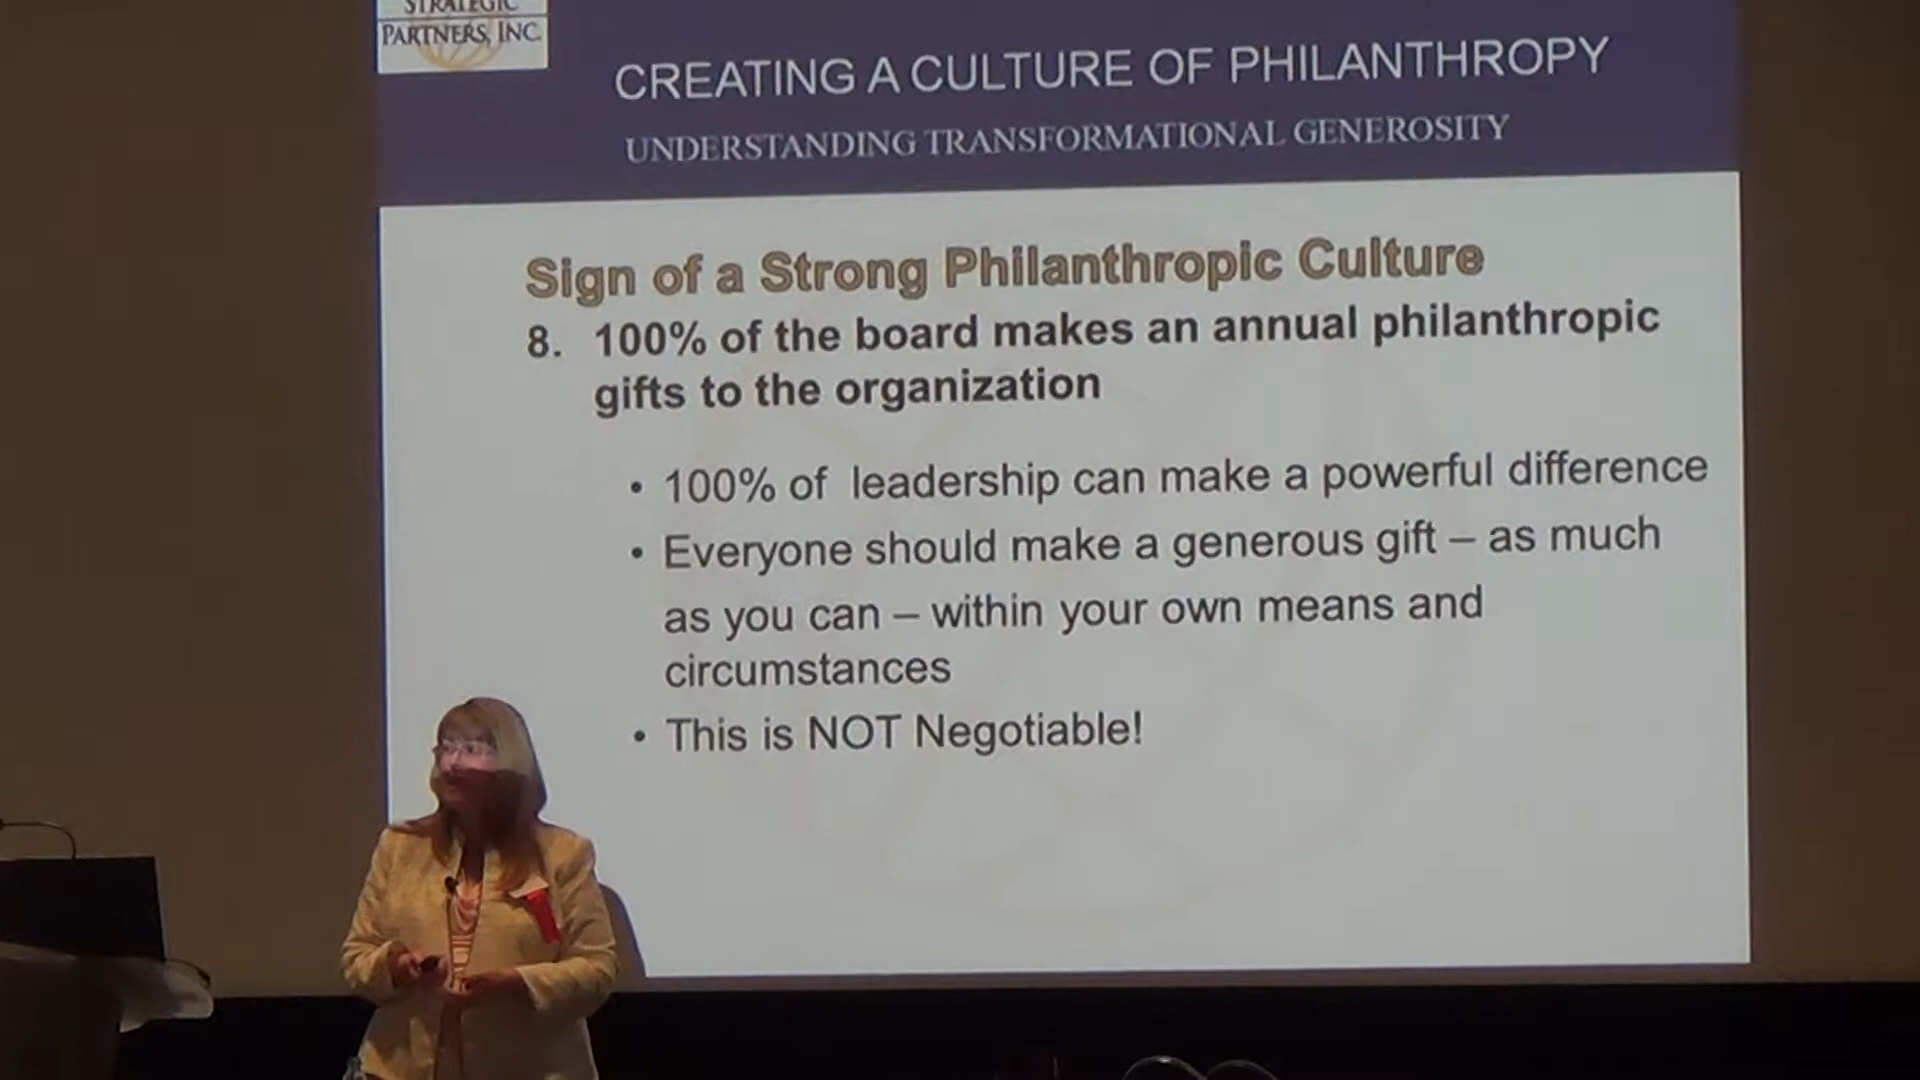 STRATEGIC
PARTNERS, INC.
CREATING A CULTURE OF PHILANTHROPY
UNDERSTANDING TRANSFORMATIONAL GENEROSITY
Sign of a Strong Philanthropic Culture
8. 100% of the board makes an annual philanthropic
gifts to the organization
• 100% of leadership can make a powerful difference
• Everyone should make a generous gift – as much
as you can – within your own means and
circumstances
• This is NOT Negotiable!